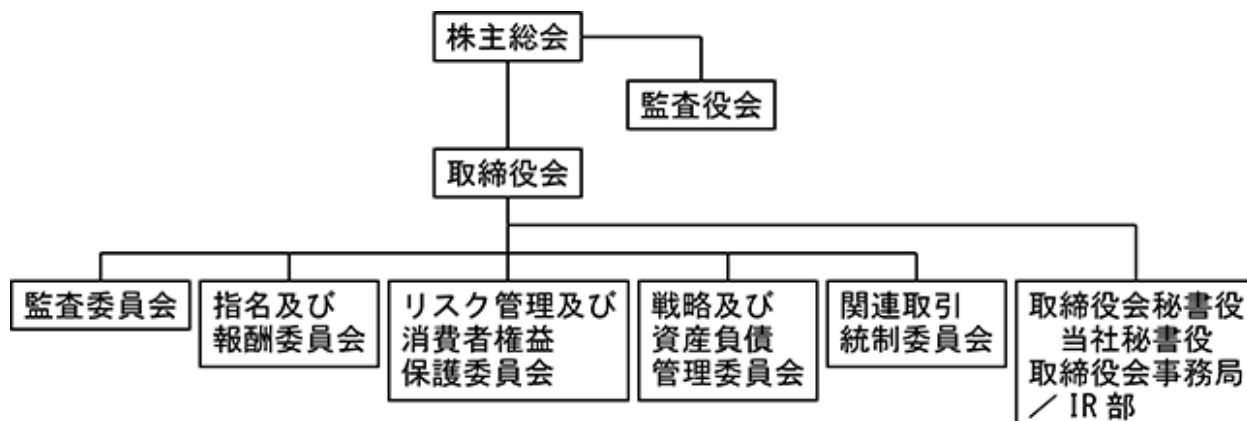 株主総会
監査役会
取締役会
監査委員会
指名及び
報酬委員会
リスク管理及び
消費者権益
保護委員会
戦略及び
資産負債
管理委員会
関連取引
統制委員会
取締役会秘書役
当社秘書役
取締役会事務局
／IR部